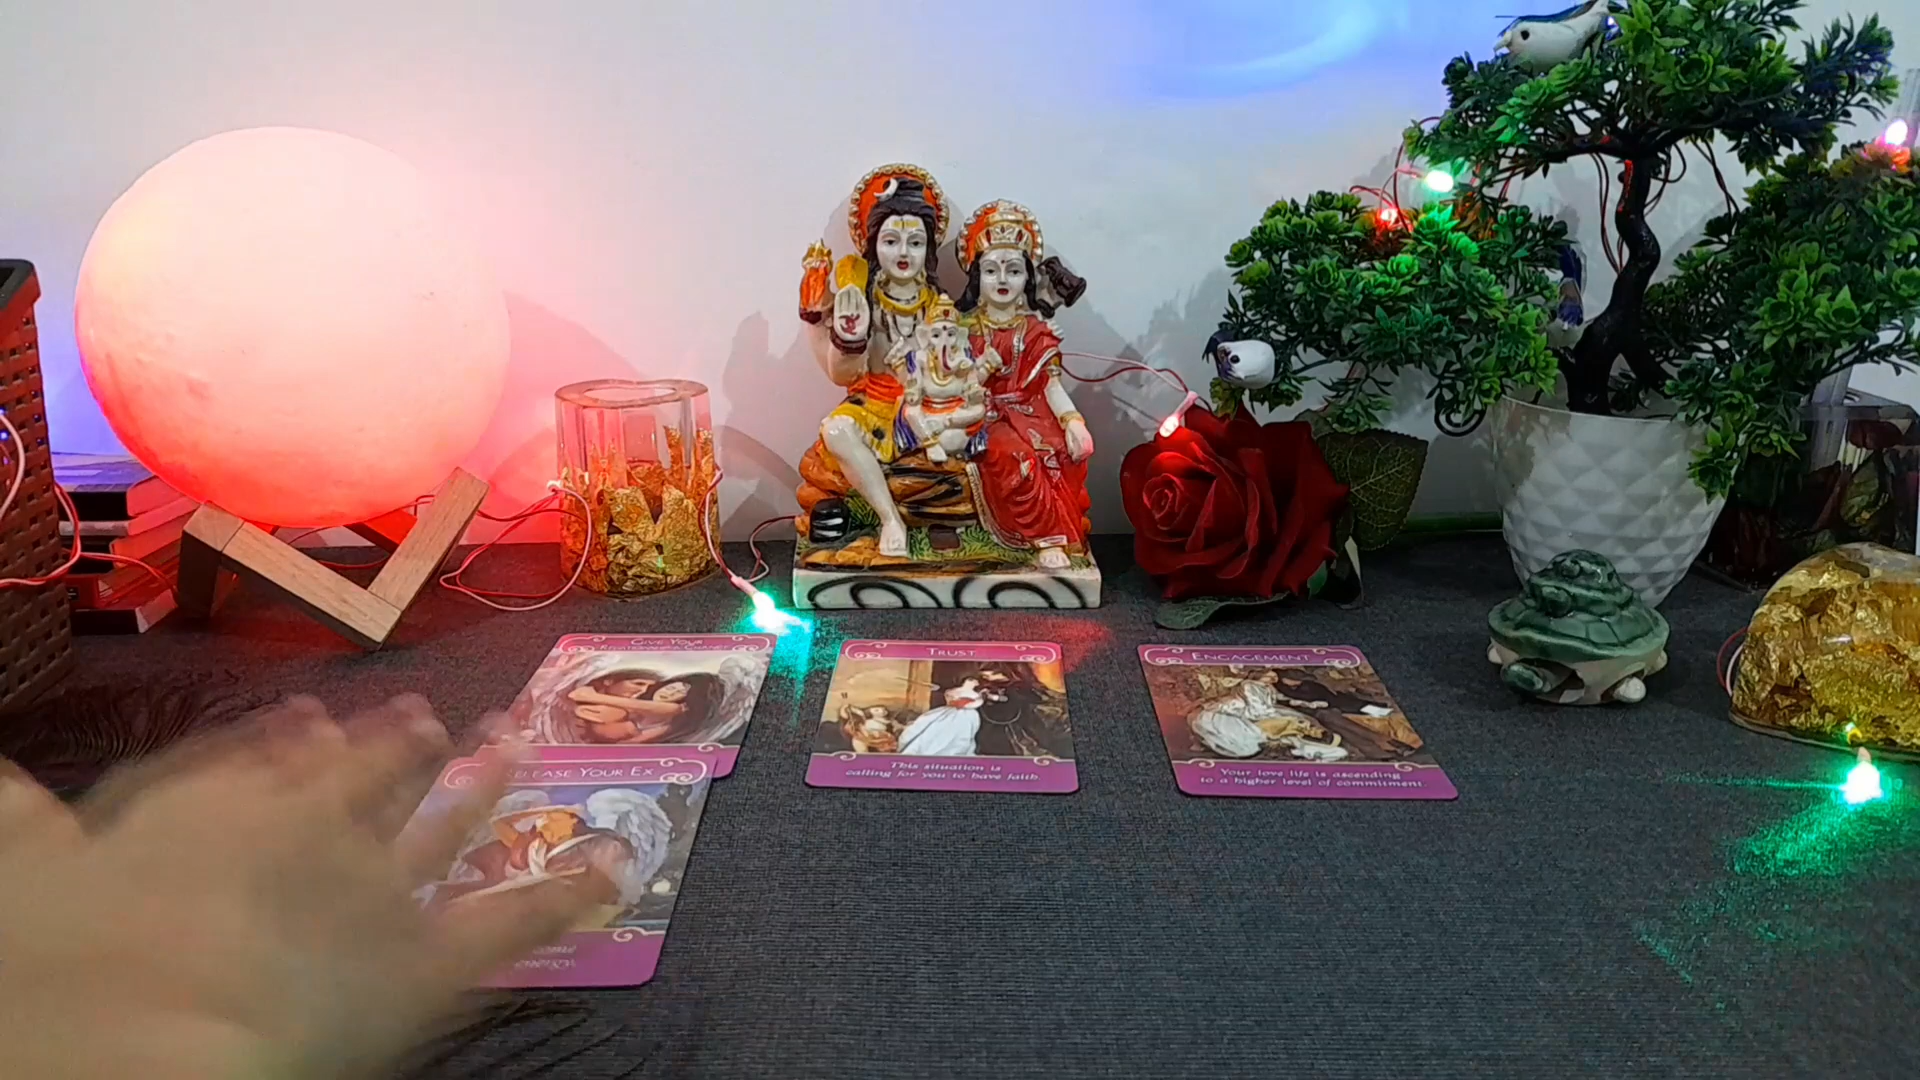 GIVE YOUR
RELATIONSHIP A CHANCE
TRUST
This situation is
calling for you to have faith.
ENGAGEMENT
Your love life is ascending
to a higher level of commitment.
RELEASE YOUR EX